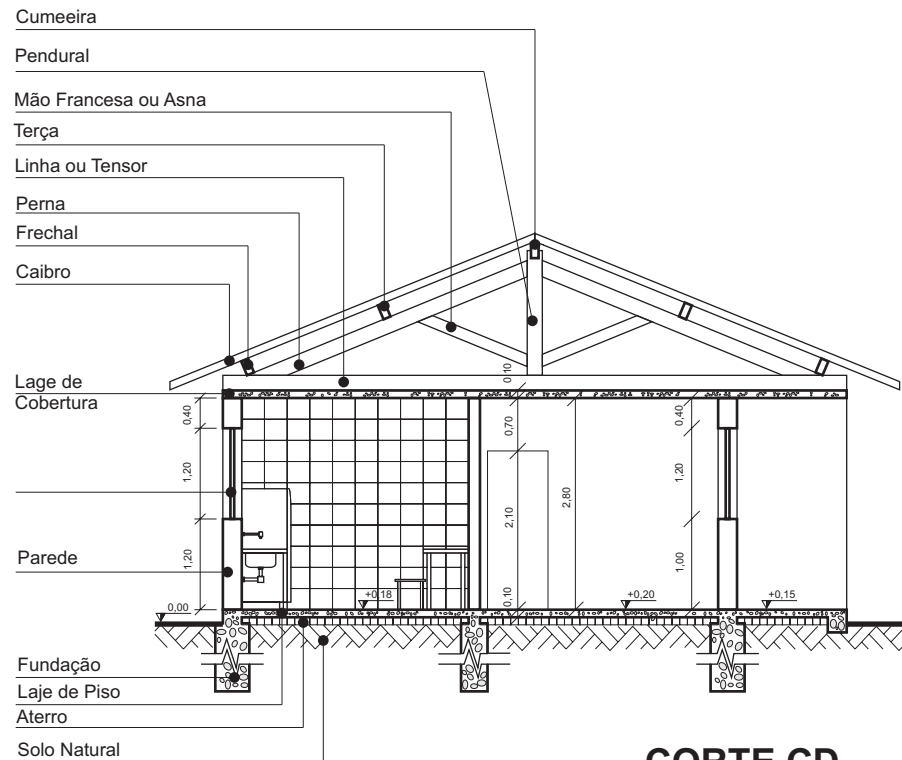 Cumeeira
Pendural
Mão Francesa ou Asna
Terça
Linha ou Tensor
Perna
Frechal
Caibro
Lage de
Cobertura
Parede
Fundação
Laje de Piso
Aterro
Solo Natural
0,10
0,40
0,70
0,40
1,20
2,10
2,80
1,20
1,20
1,00
0,10
0,00
+0,18
+0,20
+0,15
CORTE CD